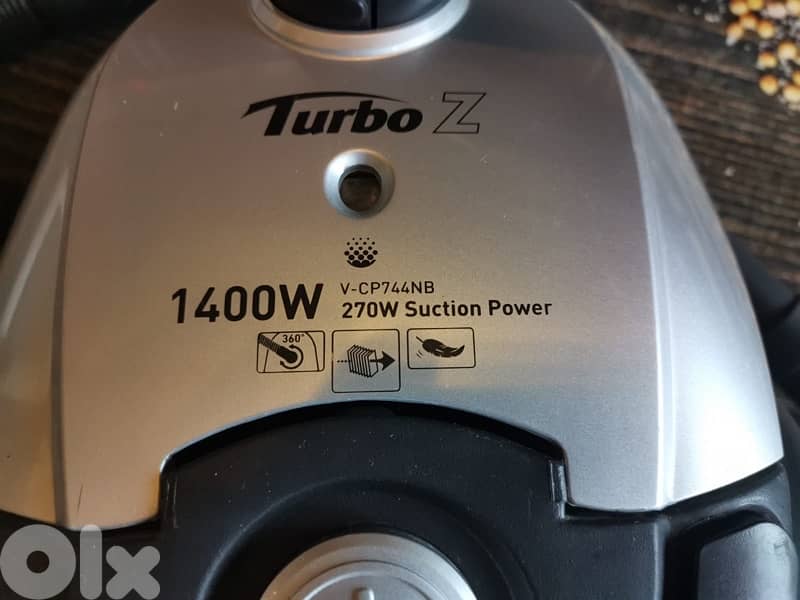 Turbo Z
1400W
V-CP744NB
270W Suction Power
360°
Olx